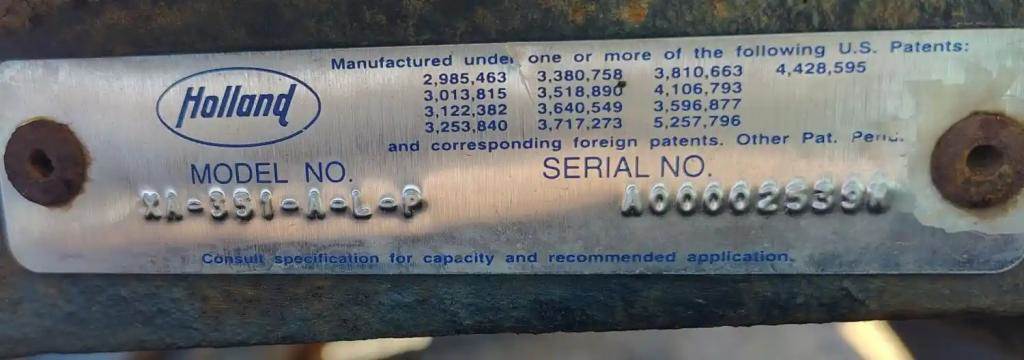 Holland
Manufactured under one or more of the following U.S. Patents:
2,985,463 3,380,758 3,810,663 4,428,595
3,013,815 3,518,890 4,106,793
3,122,382 3,640,549 3,596,877
3,253,840 3,717,273 5,257,796
and corresponding foreign patents. Other Pat. Pend.
MODEL NO. SERIAL NO.
XA-351-A-L-P A00002539W
Consult specification for capacity and recommended application.